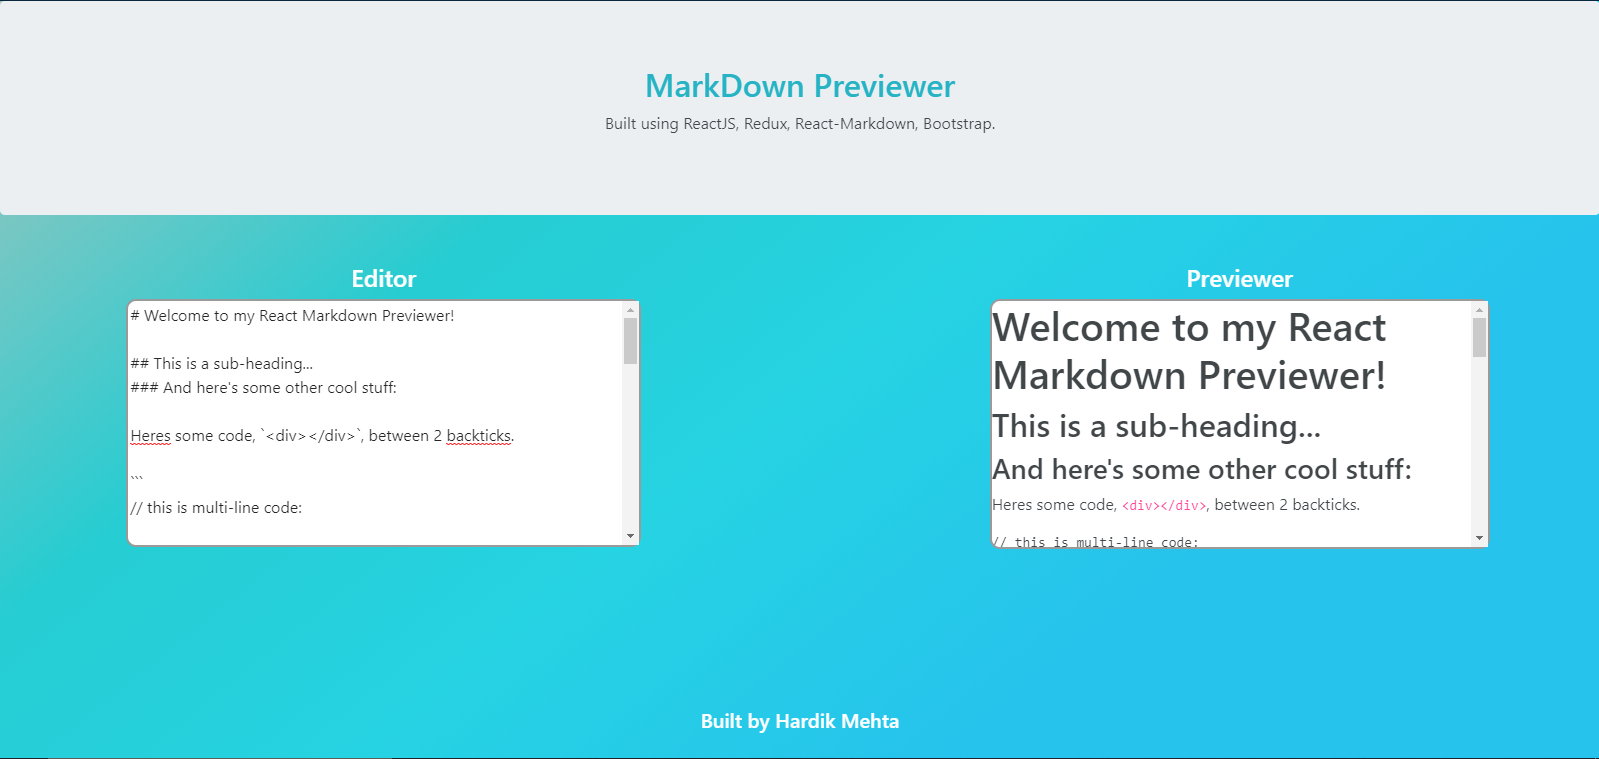 MarkDown Previewer
Built using ReactJS, Redux, React-Markdown, Bootstrap.
Editor
# Welcome to my React Markdown Previewer!
## This is a sub-heading...
### And here's some other cool stuff:
Heres some code, `<div></div>`, between 2 backticks.
```
// this is multi-line code:
Previewer
Welcome to my React
Markdown Previewer!
This is a sub-heading...
And here's some other cool stuff:
Heres some code, <div></div>, between 2 backticks.
// this is multi-line code:
Built by Hardik Mehta